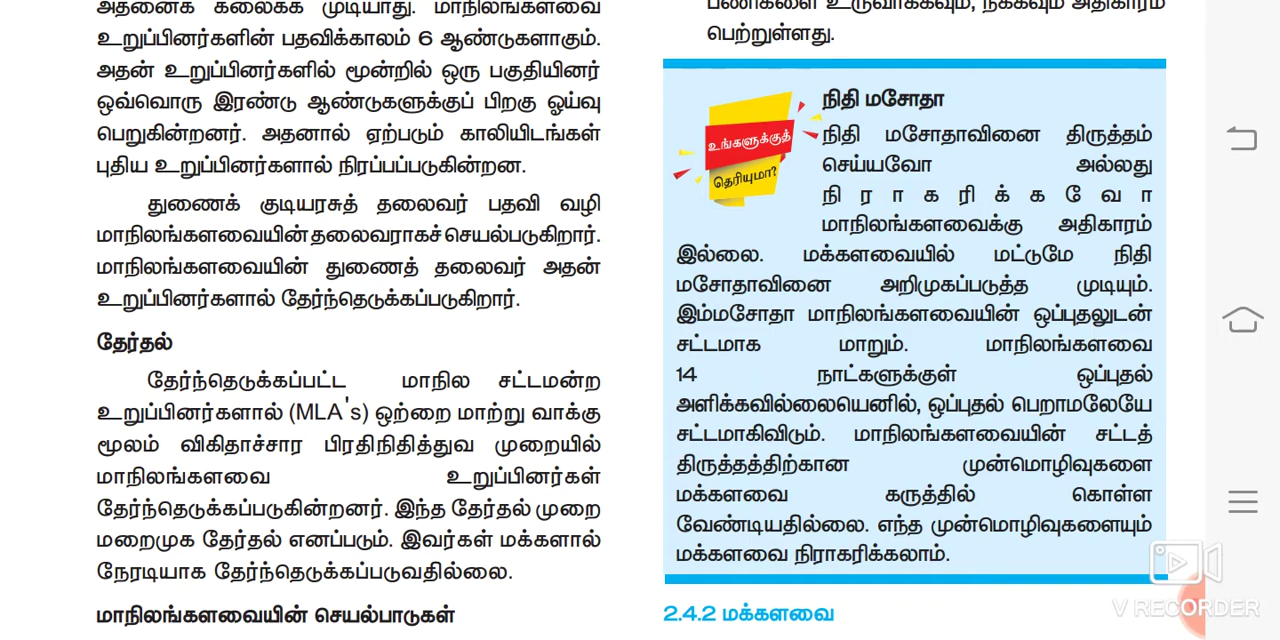 அதனைக் கலைக்க முடியாது. மாநிலங்களவை
உறுப்பினர்களின் பதவிக்காலம் 6 ஆண்டுகளாகும்.
அதன் உறுப்பினர்களில் மூன்றில் ஒரு பகுதியினர்
ஒவ்வொரு இரண்டு ஆண்டுகளுக்குப் பிறகு ஓய்வு
பெறுகின்றனர். அதனால் ஏற்படும் காலியிடங்கள்
புதிய உறுப்பினர்களால் நிரப்பப்படுகின்றன.
துணைக் குடியரசுத் தலைவர் பதவி வழி
மாநிலங்களவையின் தலைவராகச் செயல்படுகிறார்.
மாநிலங்களவையின் துணைத் தலைவர் அதன்
உறுப்பினர்களால் தேர்ந்தெடுக்கப்படுகிறார்.
தேர்தல்
தேர்ந்தெடுக்கப்பட்ட மாநில சட்டமன்ற
உறுப்பினர்களால் (MLA's) ஒற்றை மாற்று வாக்கு
மூலம் விகிதாச்சார பிரதிநிதித்துவ முறையில்
மாநிலங்களவை உறுப்பினர்கள்
தேர்ந்தெடுக்கப்படுகின்றனர். இந்த தேர்தல் முறை
மறைமுக தேர்தல் எனப்படும். இவர்கள் மக்களால்
நேரடியாக தேர்ந்தெடுக்கப்படுவதில்லை.
மாநிலங்களவையின் செயல்பாடுகள்
பணிகளை உருவாக்கவும், நீக்கவும் அதிகாரம்
பெற்றுள்ளது.
உங்களுக்குத்
தெரியுமா?
நிதி மசோதா
நிதி மசோதாவினை திருத்தம்
செய்யவோ அல்லது
நிராகரிக்கவோ
மாநிலங்களவைக்கு அதிகாரம்
இல்லை. மக்களவையில் மட்டுமே நிதி
மசோதாவினை அறிமுகப்படுத்த முடியும்.
இம்மசோதா மாநிலங்களவையின் ஒப்புதலுடன்
சட்டமாக மாறும். மாநிலங்களவை
14 நாட்களுக்குள் ஒப்புதல்
அளிக்கவில்லையெனில், ஒப்புதல் பெறாமலேயே
சட்டமாகிவிடும். மாநிலங்களவையின் சட்டத்
திருத்தத்திற்கான முன்மொழிவுகளை
மக்களவை கருத்தில் கொள்ள
வேண்டியதில்லை. எந்த முன்மொழிவுகளையும்
மக்களவை நிராகரிக்கலாம்.
2.4.2 மக்களவை
V RECORDER